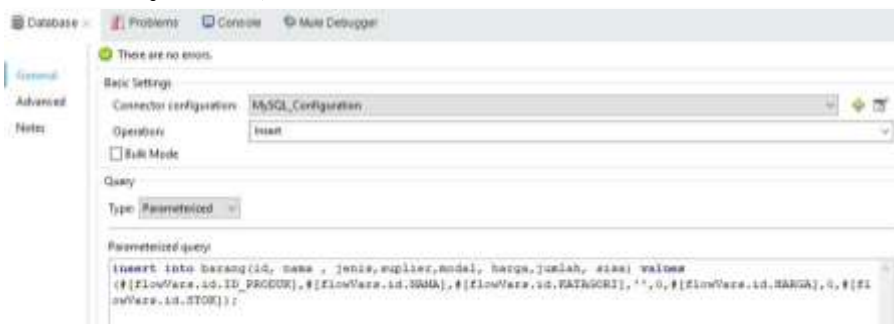 Database
Problems Console Mule Debugger
There are no errors.
General
Advanced
Notes
Basic Settings
Connector configuration: MySQL_Configuration
Operation: Insert
Bulk Mode
Query
Type: Parameterized
Parameterized query:
insert into barang(id, nama , jenis,suplier,modal, harga,jumlah, sisa) values
(#[flowVars.id.ID_PRODUK],#[flowVars.id.NAMA],#[flowVars.id.KATAGORI],'',0,#[flowVars.id.HARGA],0,#[fl
owVars.id.STOK]);